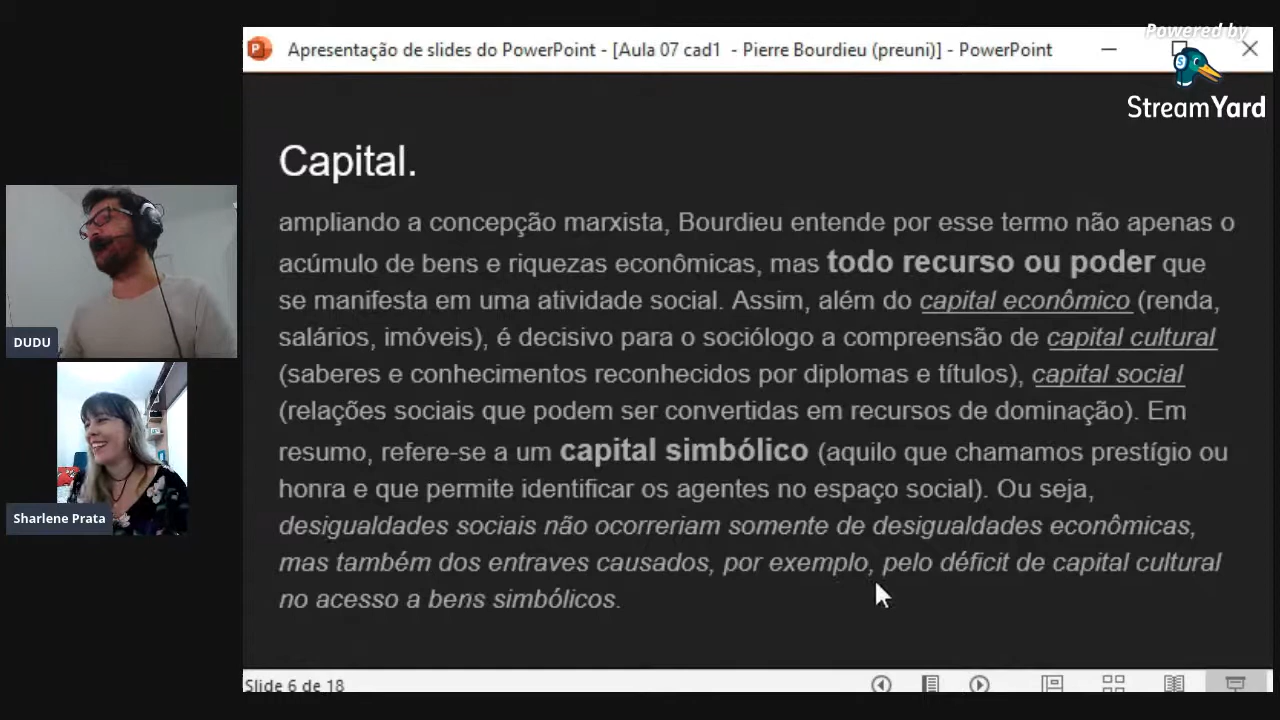 Apresentação de slides do PowerPoint - [Aula 07 cad1 - Pierre Bourdieu (preuni)] - PowerPoint
Powered by
StreamYard
Capital.
ampliando a concepção marxista, Bourdieu entende por esse termo não apenas o
acúmulo de bens e riquezas econômicas, mas todo recurso ou poder que
se manifesta em uma atividade social. Assim, além do capital econômico (renda,
salários, imóveis), é decisivo para o sociólogo a compreensão de capital cultural
(saberes e conhecimentos reconhecidos por diplomas e títulos), capital social
(relações sociais que podem ser convertidas em recursos de dominação). Em
resumo, refere-se a um capital simbólico (aquilo que chamamos prestígio ou
honra e que permite identificar os agentes no espaço social). Ou seja,
desigualdades sociais não ocorreriam somente de desigualdades econômicas,
mas também dos entraves causados, por exemplo, pelo déficit de capital cultural
no acesso a bens simbólicos.
DUDU
Sharlene Prata
Slide 6 de 18